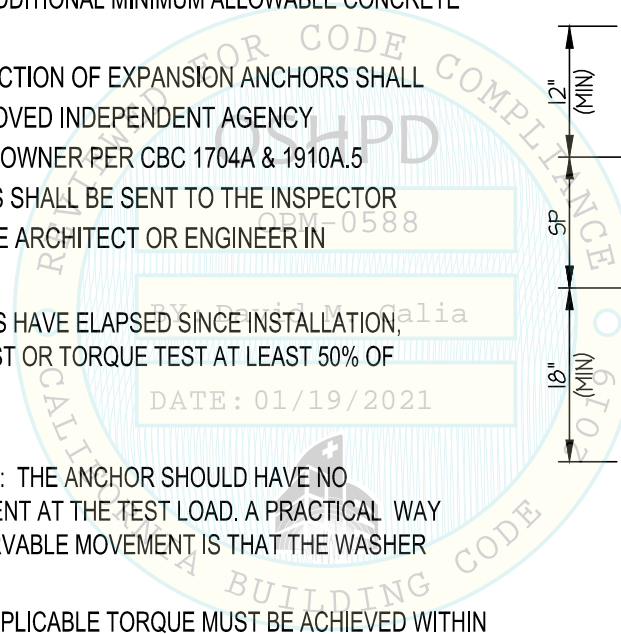 DDITIONAL MINIMUM ALLOWABLE CONCRETE
CTION OF EXPANSION ANCHORS SHALL
OVED INDEPENDENT AGENCY
OWNER PER CBC 1704A & 1910A.5
S SHALL BE SENT TO THE INSPECTOR
E ARCHITECT OR ENGINEER IN
S HAVE ELAPSED SINCE INSTALLATION,
ST OR TORQUE TEST AT LEAST 50% OF
: THE ANCHOR SHOULD HAVE NO
ENT AT THE TEST LOAD. A PRACTICAL WAY
RVABLE MOVEMENT IS THAT THE WASHER
PPLICABLE TORQUE MUST BE ACHIEVED WITHIN
12"
(MIN)
SP
18"
(MIN)
REVIEWED FOR CODE COMPLIANCE
OSHPD
OPM-0588
BY: David M. Calia
DATE: 01/19/2021
CALIFORNIA BUILDING CODE 2019